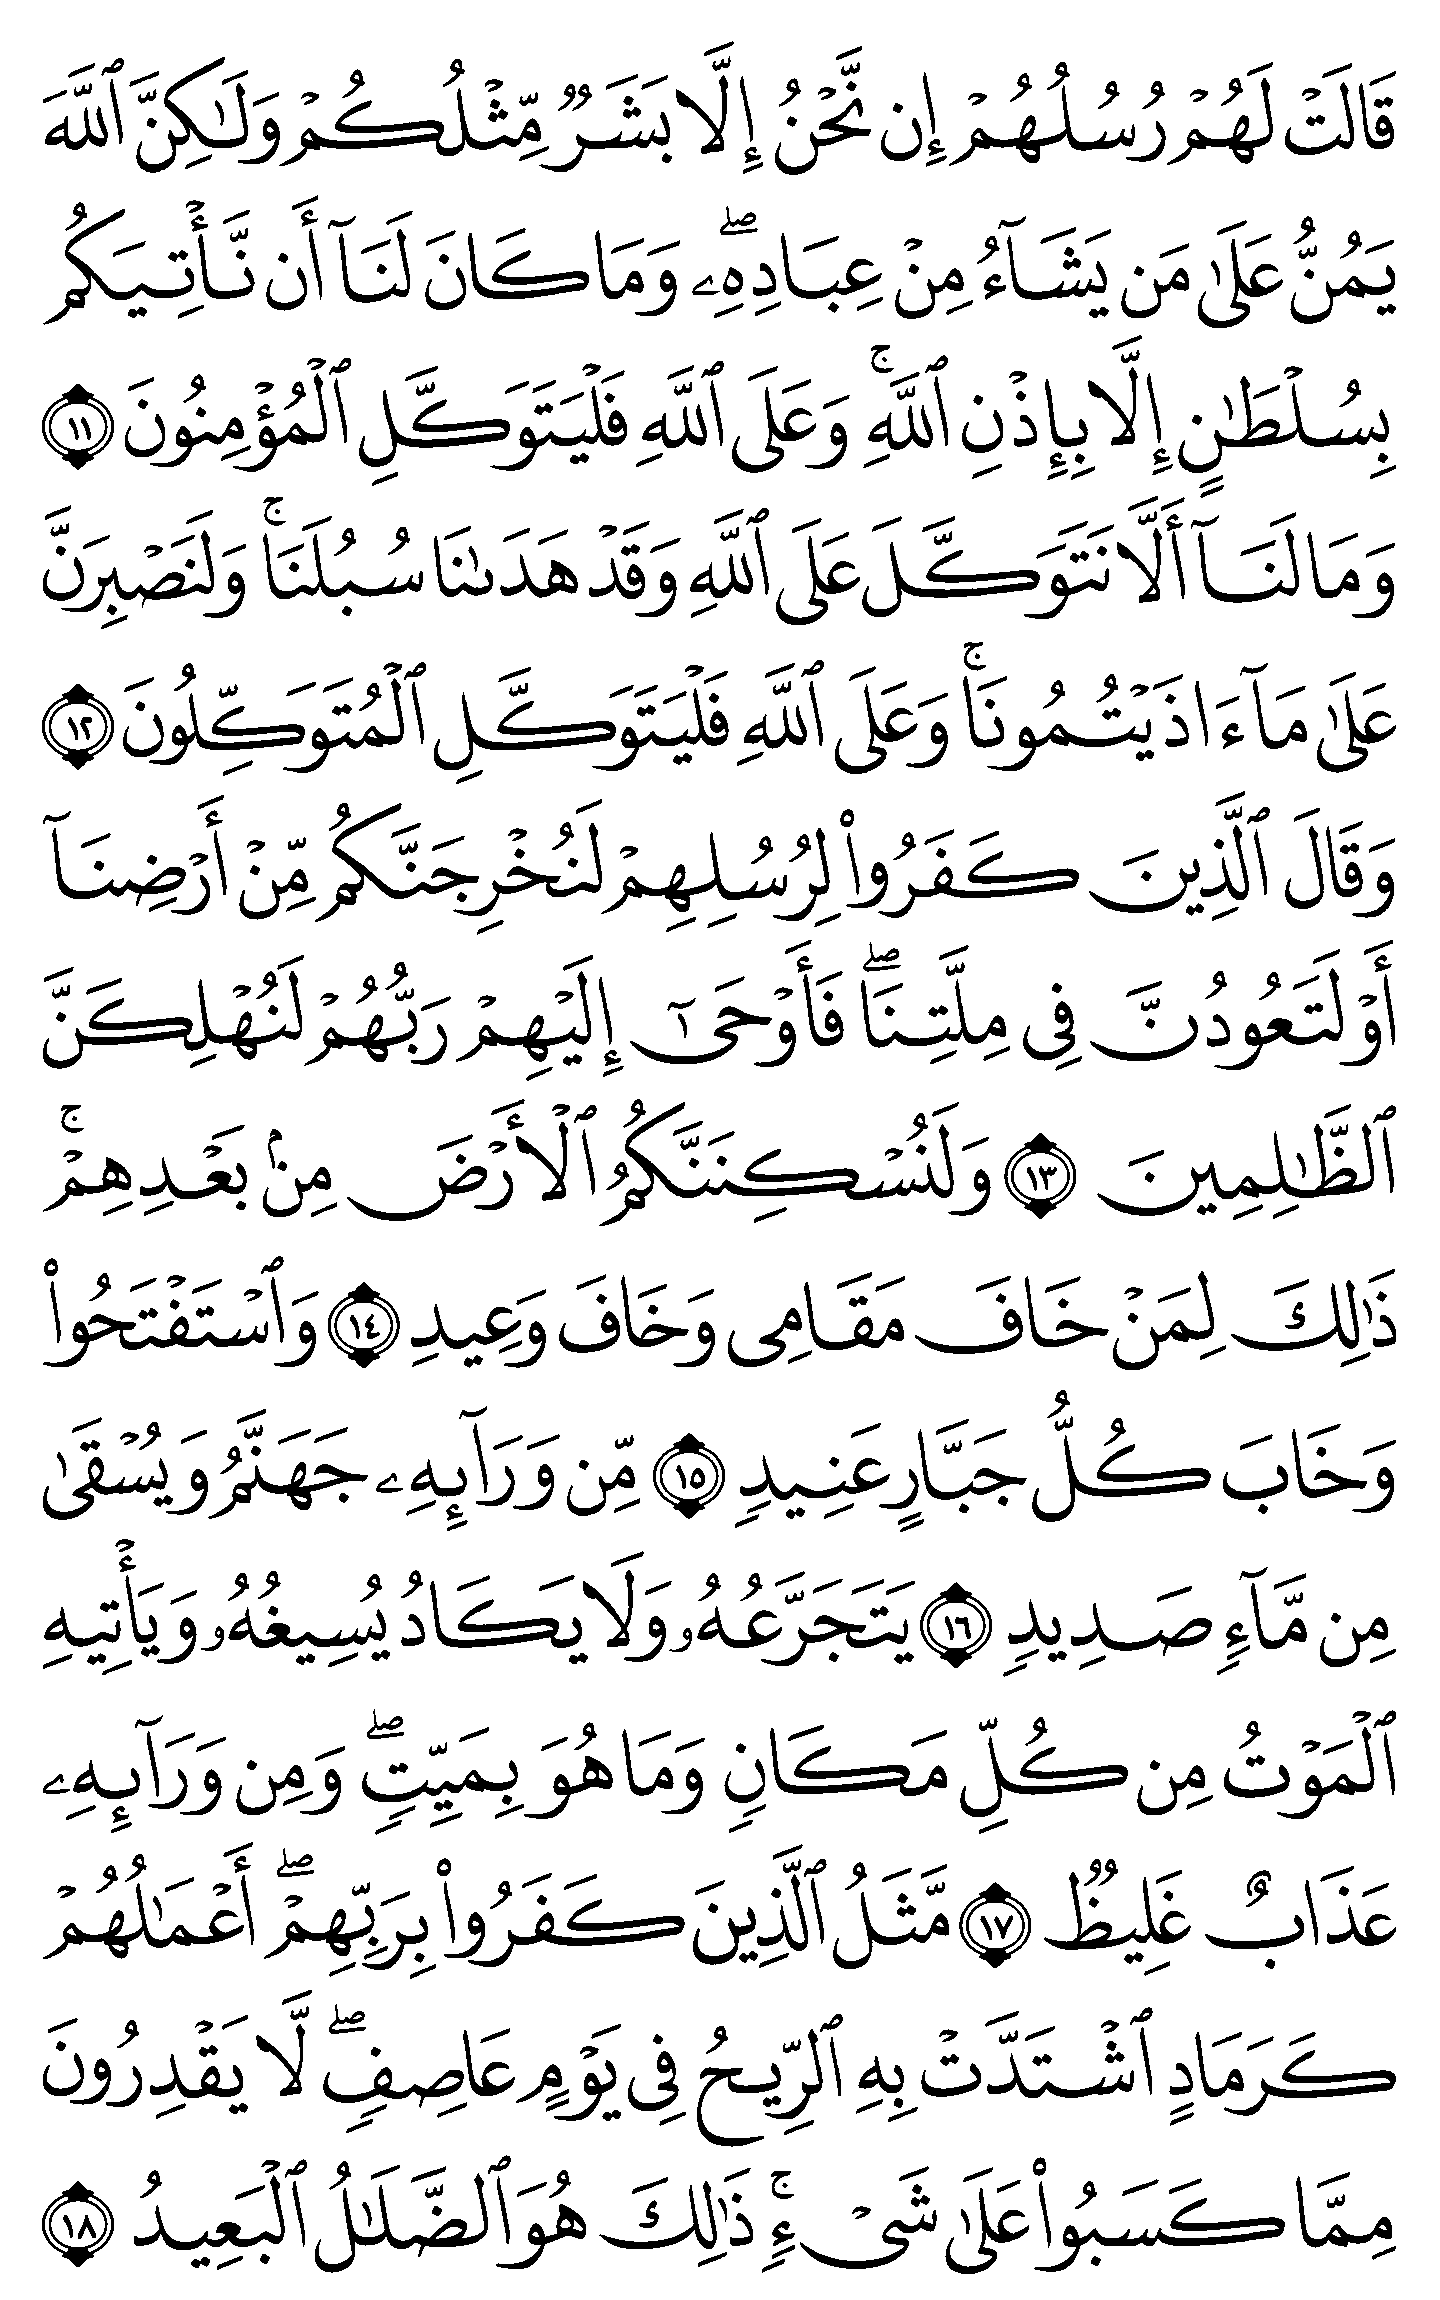 قَالَتْ لَهُمْ رُسُلُهُمْ إِن نَّحْنُ إِلَّا بَشَرٌ مِّثْلُكُمْ وَلَـٰكِنَّ ٱللَّهَ
يَمُنُّ عَلَىٰ مَن يَشَآءُ مِنْ عِبَادِهِۦ ۖ وَمَا كَانَ لَنَآ أَن نَّأْتِيَكُم
بِسُلْطَـٰنٍ إِلَّا بِإِذْنِ ٱللَّهِ ۚ وَعَلَى ٱللَّهِ فَلْيَتَوَكَّلِ ٱلْمُؤْمِنُونَ ١١
وَمَا لَنَآ أَلَّا نَتَوَكَّلَ عَلَى ٱللَّهِ وَقَدْ هَدَىٰنَا سُبُلَنَا ۚ وَلَنَصْبِرَنَّ
عَلَىٰ مَآ ءَاذَيْتُمُونَا ۚ وَعَلَى ٱللَّهِ فَلْيَتَوَكَّلِ ٱلْمُتَوَكِّلُونَ ١٢
وَقَالَ ٱلَّذِينَ كَفَرُوا۟ لِرُسُلِهِمْ لَنُخْرِجَنَّكُم مِّنْ أَرْضِنَآ
أَوْ لَتَعُودُنَّ فِى مِلَّتِنَا ۖ فَأَوْحَىٰٓ إِلَيْهِمْ رَبُّهُمْ لَنُهْلِكَنَّ
ٱلظَّـٰلِمِينَ ١٣ وَلَنُسْكِنَنَّكُمُ ٱلْأَرْضَ مِنۢ بَعْدِهِمْ ۚ
ذَٰلِكَ لِمَنْ خَافَ مَقَامِى وَخَافَ وَعِيدِ ١٤ وَٱسْتَفْتَحُوا۟
وَخَابَ كُلُّ جَبَّارٍ عَنِيدٍ ١٥ مِّن وَرَآئِهِۦ جَهَنَّمُ وَيُسْقَىٰ
مِن مَّآءٍ صَدِيدٍ ١٦ يَتَجَرَّعُهُۥ وَلَا يَكَادُ يُسِيغُهُۥ وَيَأْتِيهِ
ٱلْمَوْتُ مِن كُلِّ مَكَانٍ وَمَا هُوَ بِمَيِّتٍ ۖ وَمِن وَرَآئِهِۦ
عَذَابٌ غَلِيظٌ ١٧ مَّثَلُ ٱلَّذِينَ كَفَرُوا۟ بِرَبِّهِمْ ۖ أَعْمَـٰلُهُمْ
كَرَمَادٍ ٱشْتَدَّتْ بِهِ ٱلرِّيحُ فِى يَوْمٍ عَاصِفٍ ۖ لَّا يَقْدِرُونَ
مِمَّا كَسَبُوا۟ عَلَىٰ شَىْءٍ ۚ ذَٰلِكَ هُوَ ٱلضَّلَـٰلُ ٱلْبَعِيدُ ١٨